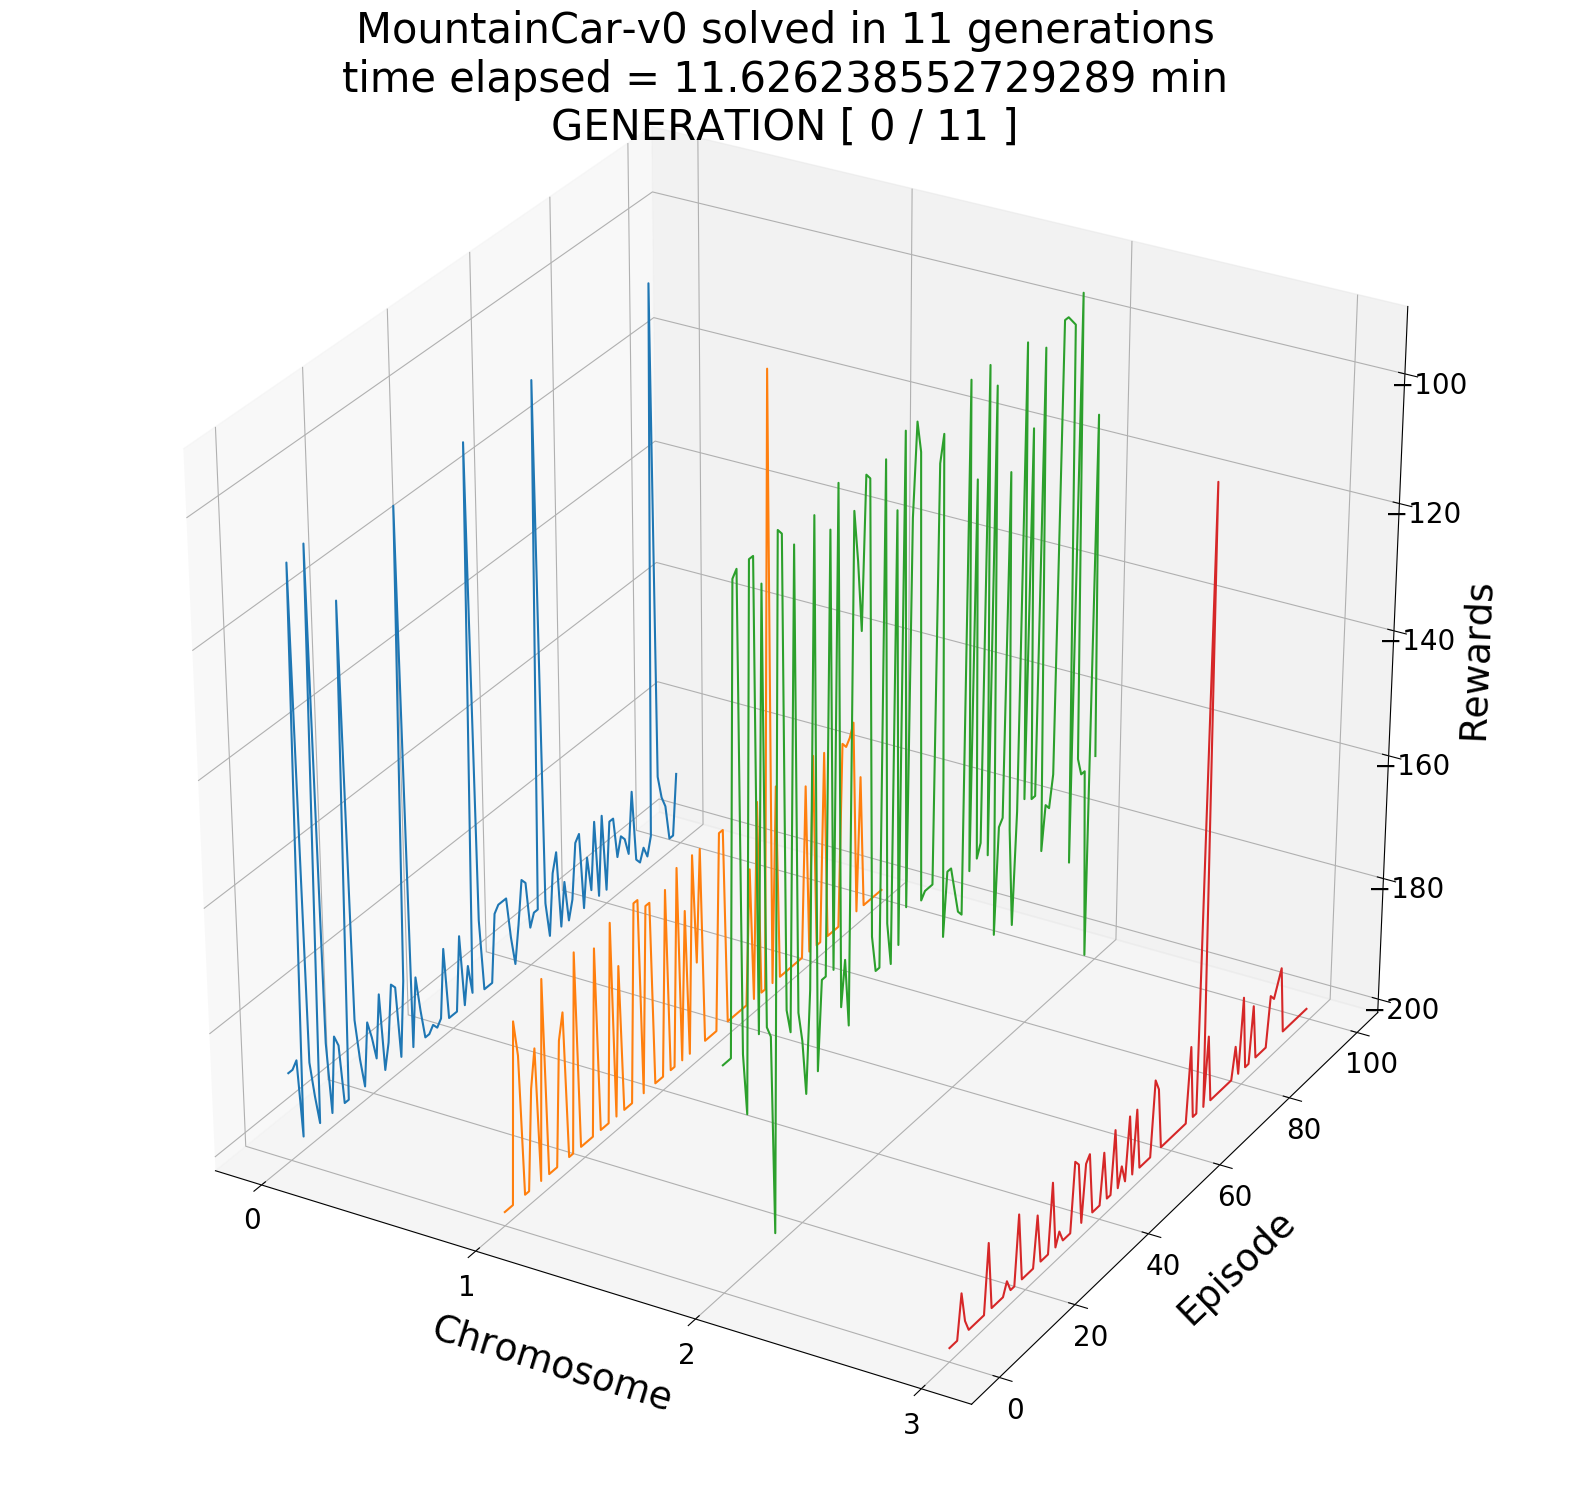 MountainCar-v0 solved in 11 generations
time elapsed = 11.626238552729289 min
GENERATION [ 0 / 11 ]
100
120
140
160
180
200
Rewards
0
1
2
3
Chromosome
0
20
40
60
80
100
Episode